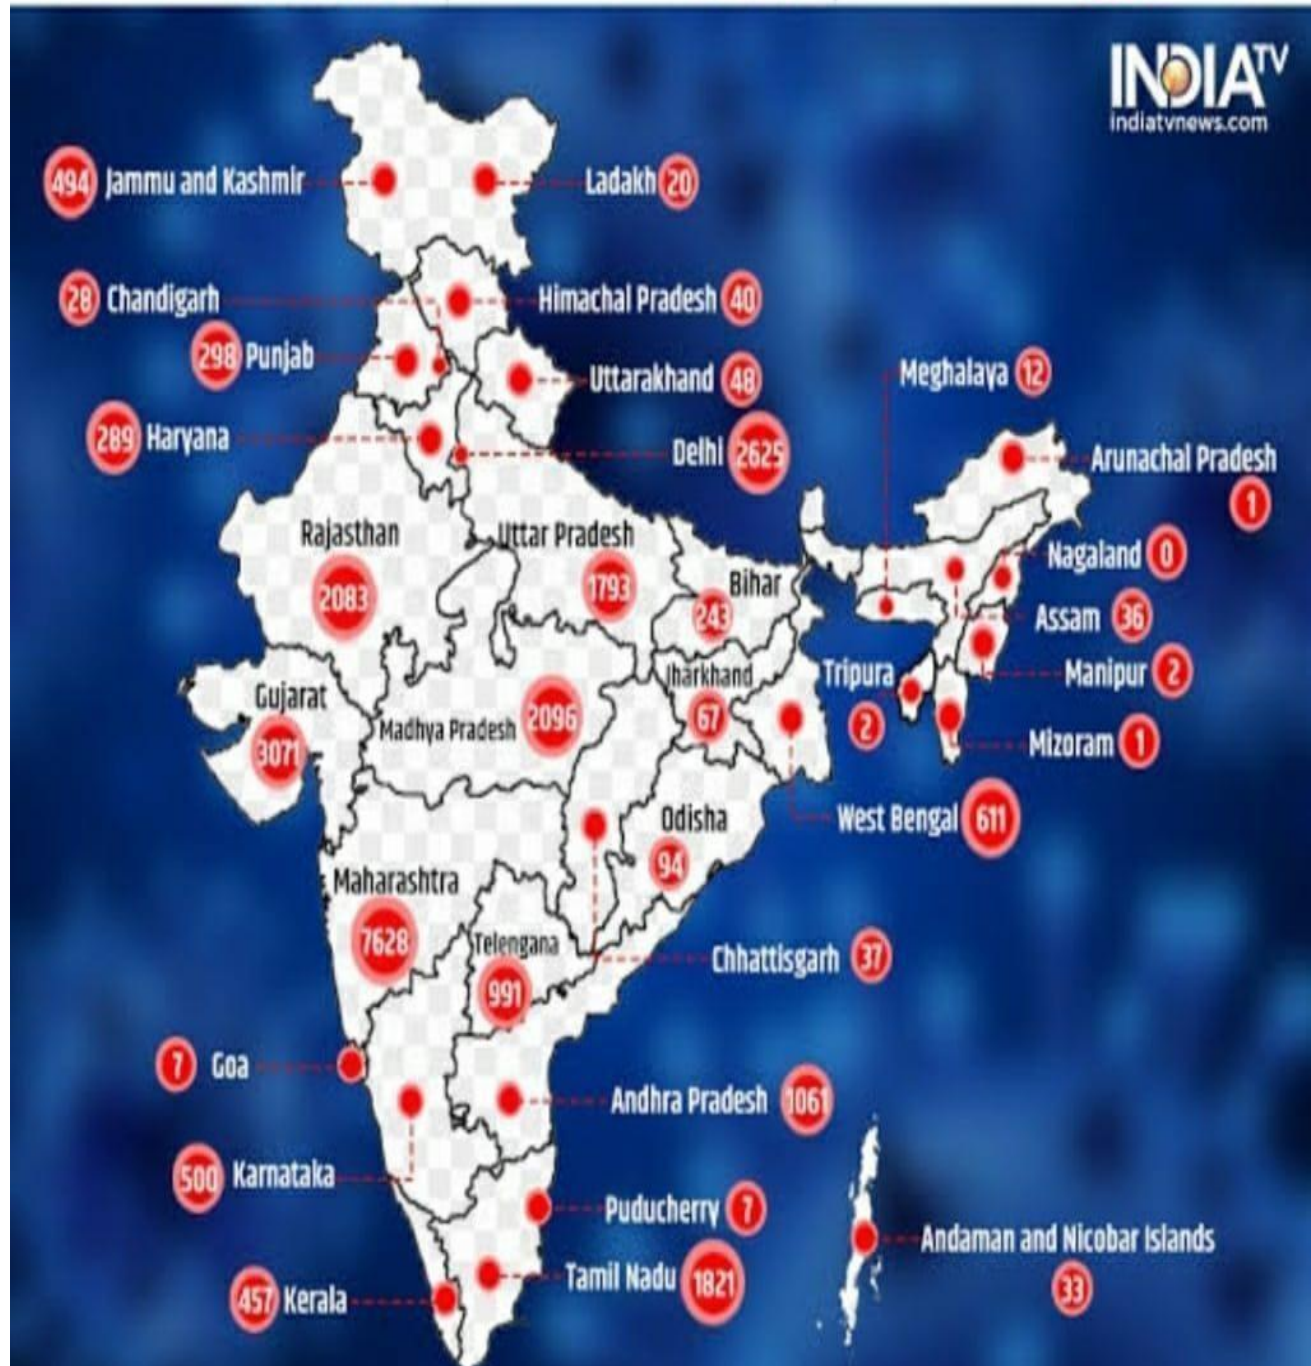 INDIA TV
indiatvnews.com
494 Jammu and Kashmir
Ladakh 20
28 Chandigarh
Himachal Pradesh 40
298 Punjab
Uttarakhand 48
Meghalaya 12
289 Haryana
Delhi 2625
Arunachal Pradesh
1
Rajasthan
2083
Uttar Pradesh
1793
Bihar
243
Nagaland 0
Assam 36
Manipur 2
Tripura
2
Mizoram 1
Jharkhand
67
Gujarat
3071
Madhya Pradesh 2096
West Bengal 611
Odisha
94
Maharashtra
7628
Telengana
991
Chhattisgarh 37
7 Goa
Andhra Pradesh 1061
500 Karnataka
Puducherry 7
Andaman and Nicobar Islands
33
Tamil Nadu 1821
457 Kerala